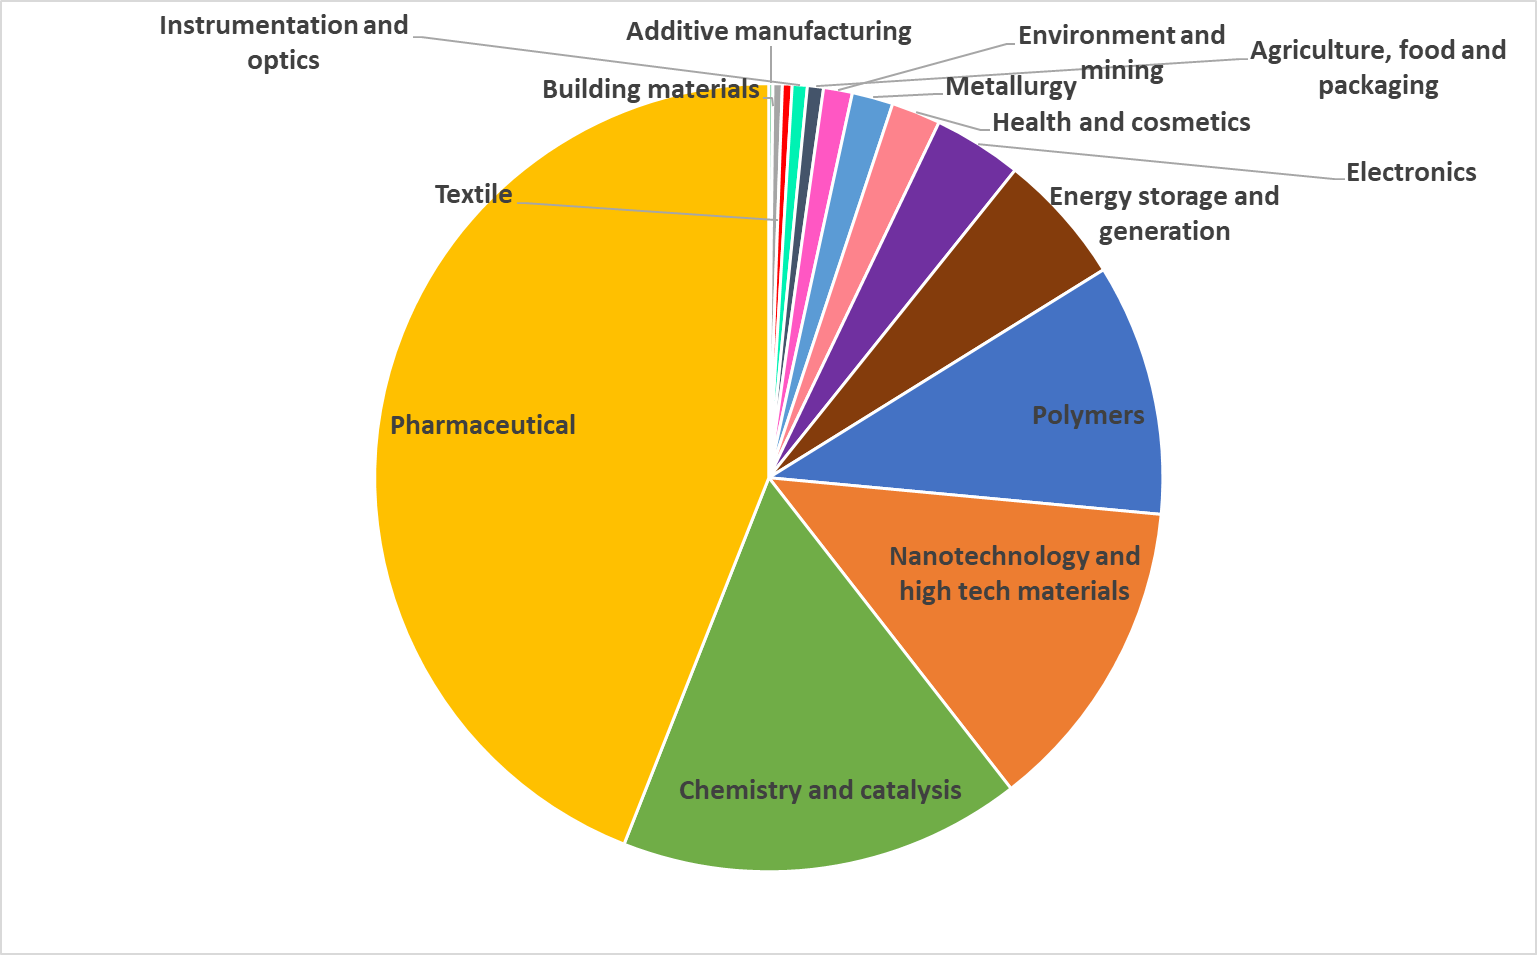 Instrumentation and
optics
Additive manufacturing
Environment and
mining
Agriculture, food and
packaging
Building materials
Metallurgy
Health and cosmetics
Electronics
Textile
Energy storage and
generation
Pharmaceutical
Polymers
Nanotechnology and
high tech materials
Chemistry and catalysis